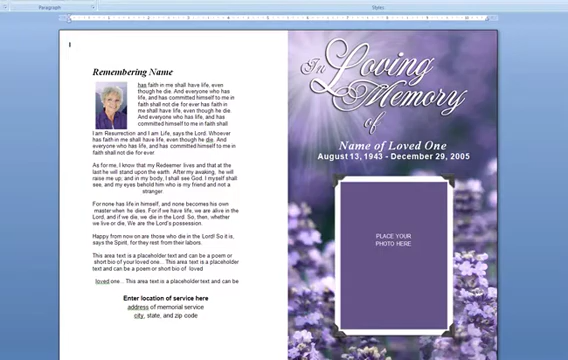 Paragraph
Styles
Remembering Name
has faith in me shall have life, even
though he die. And everyone who has
life, and has committed himself to me in
faith shall not die for ever has faith in
me shall have life, even though he die.
And everyone who has life, and has
committed himself to me in faith shall
I am Resurrection and I am Life, says the Lord. Whoever
has faith in me shall have life, even though he die. And
everyone who has life, and has committed himself to me in
faith shall not die for ever
As for me, I know that my Redeemer lives and that at the
last he will stand upon the earth. After my awaking, he will
raise me up; and in my body, I shall see God. I myself shall
see, and my eyes behold him who is my friend and not a
stranger.
For none has life in himself, and none becomes his own
master when he dies. For if we have life, we are alive in the
Lord, and if we die, we die in the Lord. So, then, whether
we live or die, We are the Lord's possession.
Happy from now on are those who die in the Lord! So it is,
says the Spirit, for they rest from their labors.
This area text is a placeholder text and can be a poem or
short bio of your loved one... This area text is a placeholder
text and can be a poem or short bio of loved
loved one... This area text is a placeholder text and can be
Enter location of service here
address of memorial service
city, state, and zip code
In Loving
Memory
of
Name of Loved One
August 13, 1943 - December 29, 2005
PLACE YOUR
PHOTO HERE